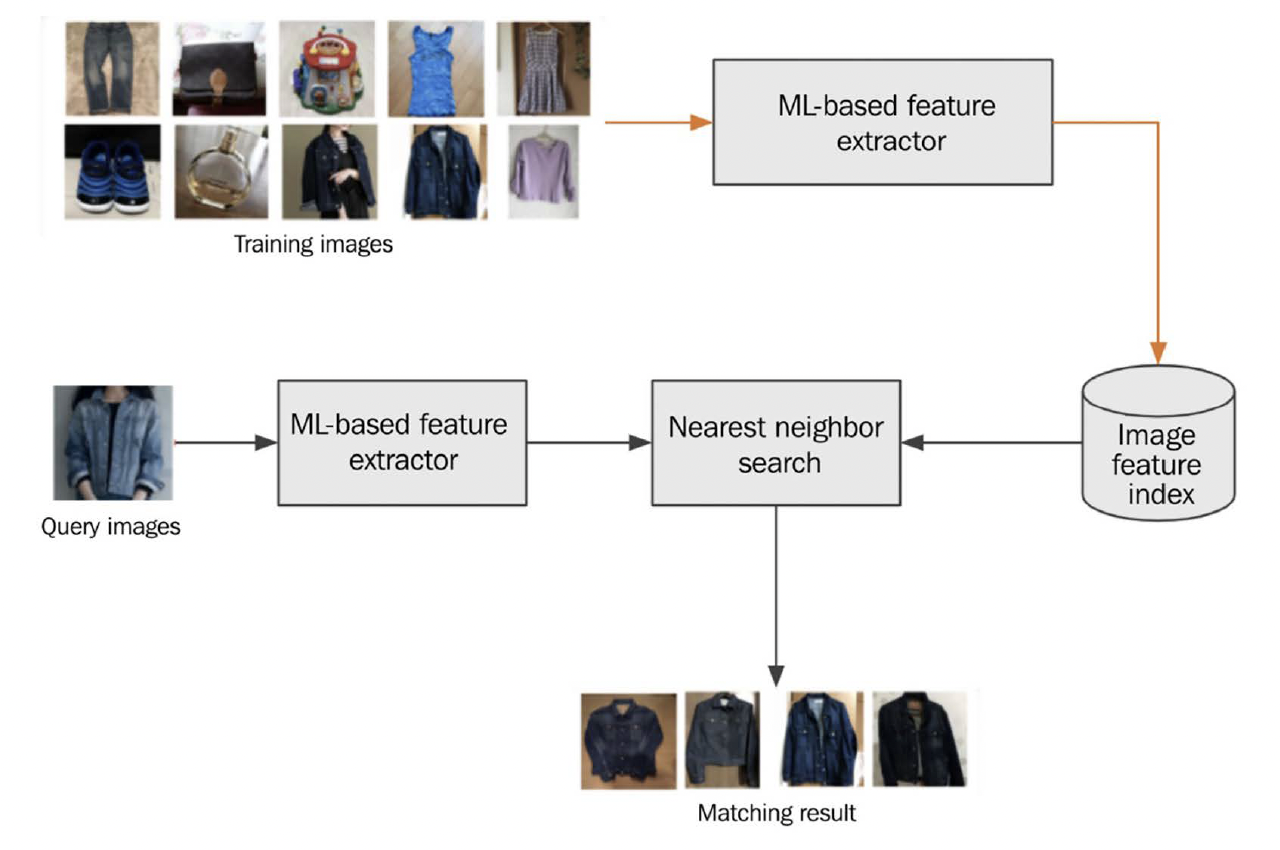 ML-based feature
extractor
Training images
ML-based feature
extractor
Nearest neighbor
search
Image
feature
index
Query images
Matching result